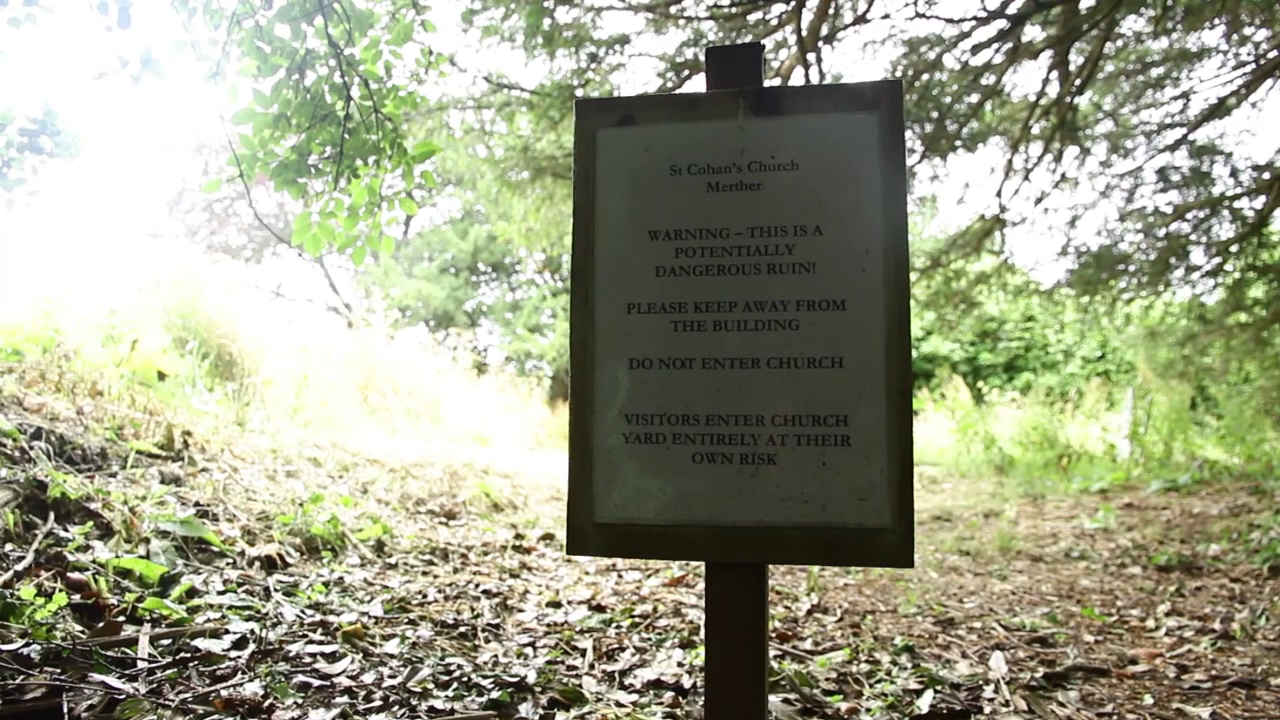 St Cohan's Church
Merther
WARNING – THIS IS A
POTENTIALLY
DANGEROUS RUIN!
PLEASE KEEP AWAY FROM
THE BUILDING
DO NOT ENTER CHURCH
VISITORS ENTER CHURCH
YARD ENTIRELY AT THEIR
OWN RISK